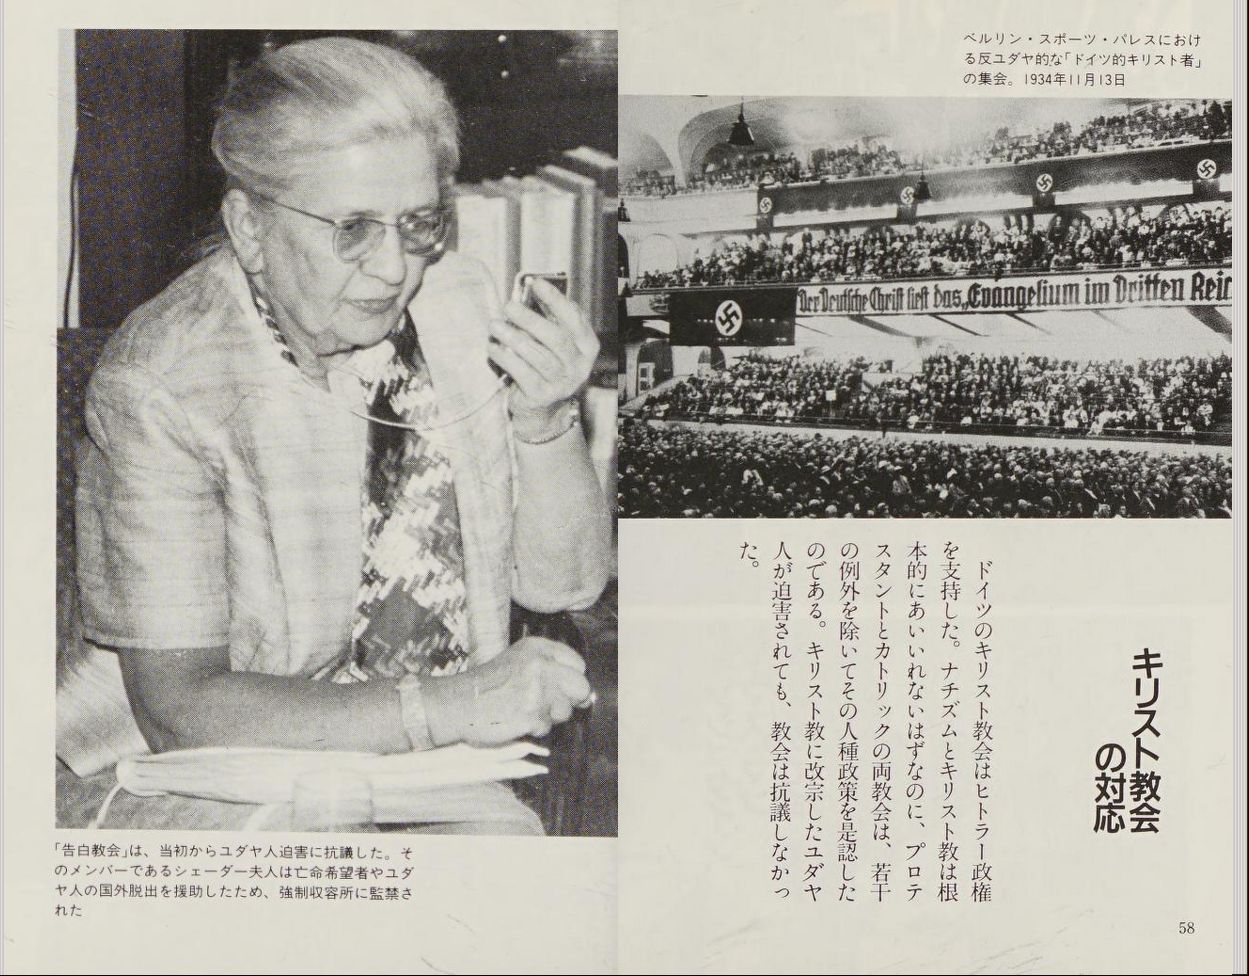 ベルリン・スポーツ・パレスにおけ
る反ユダヤ的な「ドイツ的キリスト者」
の集会。1934年11月13日
Der Deutsche Christ liest das „Evangelium im Dritten Reic
キリスト教会
の対応
ドイツのキリスト教会はヒトラー政権
を支持した。ナチズムとキリスト教は根
本的にあいいれないはずなのに、プロテ
スタントとカトリックの両教会は、若干
の例外を除いてその人種政策を是認した
のである。キリスト教に改宗したユダヤ
人が迫害されても、教会は抗議しなかっ
た。
「告白教会」は、当初からユダヤ人迫害に抗議した。そ
のメンバーであるシェーダー夫人は亡命希望者やユダ
ヤ人の国外脱出を援助したため、強制収容所に監禁さ
れた
58